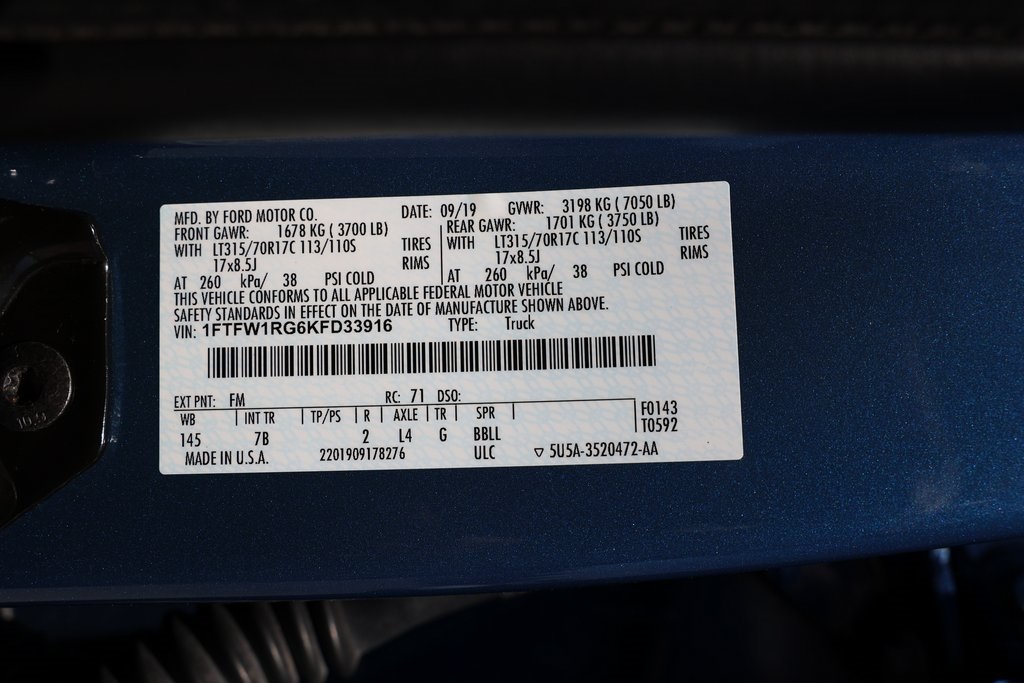 MFD. BY FORD MOTOR CO. DATE: 09/19 GVWR: 3198 KG ( 7050 LB)
FRONT GAWR: 1678 KG ( 3700 LB) REAR GAWR: 1701 KG ( 3750 LB)
WITH LT315/70R17C 113/110S TIRES WITH LT315/70R17C 113/110S TIRES
17x8.5J RIMS 17x8.5J RIMS
AT 260 kPa/ 38 PSI COLD AT 260 kPa/ 38 PSI COLD
THIS VEHICLE CONFORMS TO ALL APPLICABLE FEDERAL MOTOR VEHICLE
SAFETY STANDARDS IN EFFECT ON THE DATE OF MANUFACTURE SHOWN ABOVE.
VIN: 1FTFW1RG6KFD33916 TYPE: Truck
EXT PNT: FM RC: 71 DSO:
WB INT TR TP/PS R AXLE TR SPR F0143
145 7B 2 L4 G BBLL T0592
MADE IN U.S.A. 2201909178276 ULC ▽ 5U5A-3520472-AA
10.9